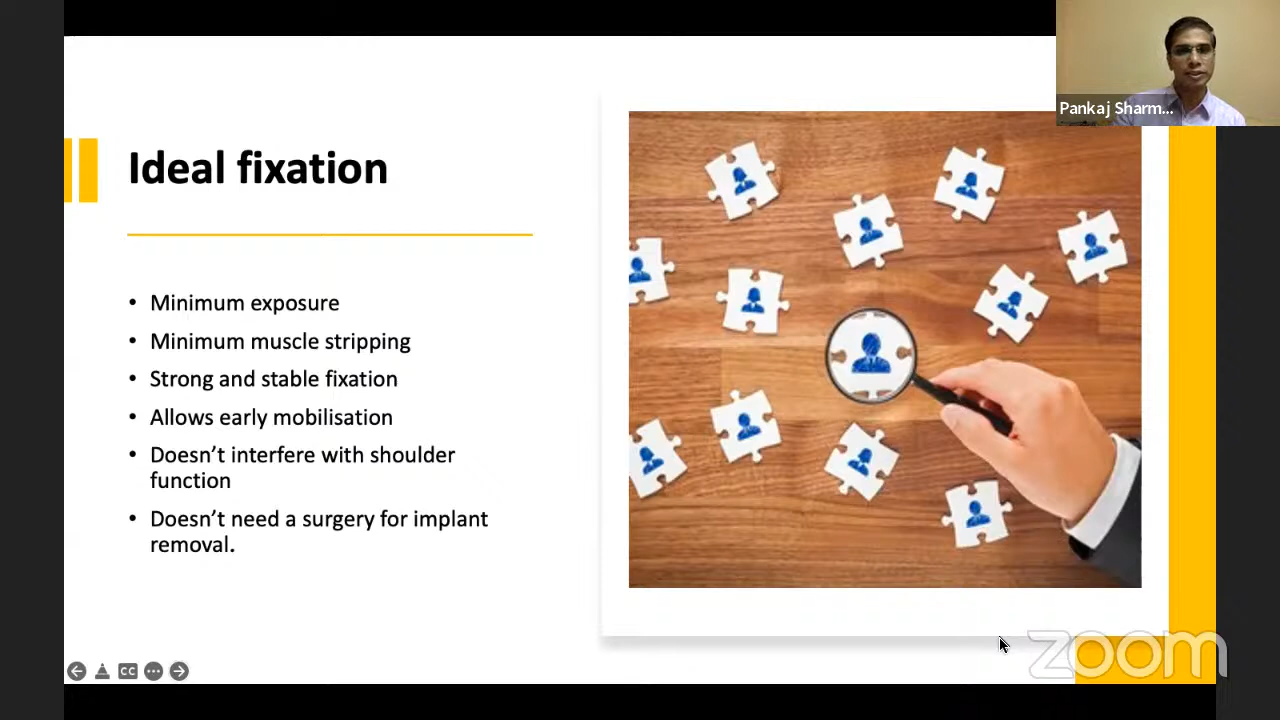 Pankaj Sharm...
Ideal fixation
• Minimum exposure
• Minimum muscle stripping
• Strong and stable fixation
• Allows early mobilisation
• Doesn't interfere with shoulder
function
• Doesn't need a surgery for implant
removal.
CC
zoom